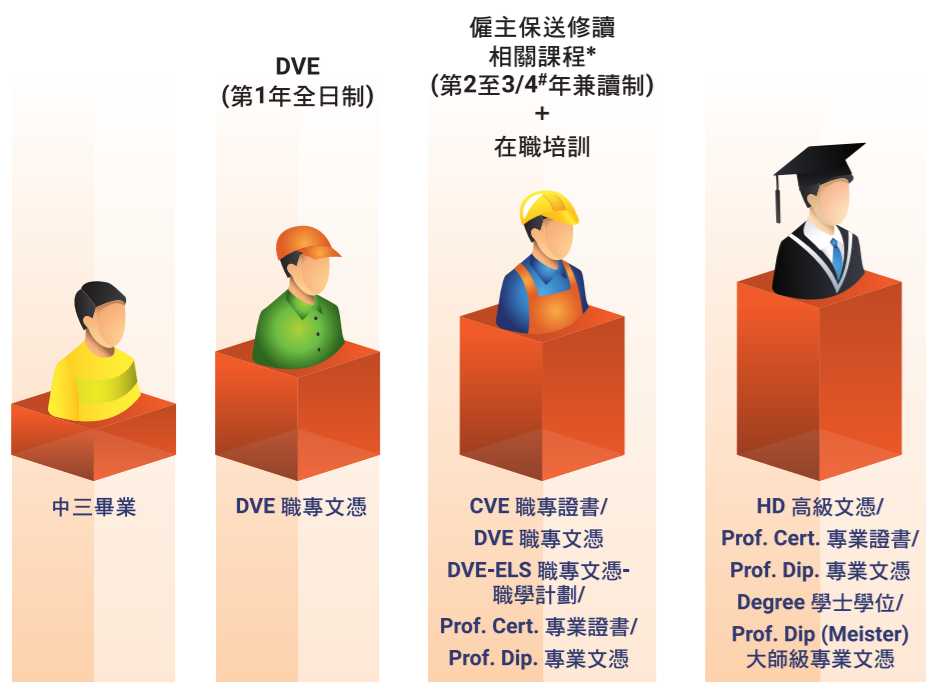 DVE
(第1年全日制)
僱主保送修讀
相關課程*
(第2至3/4#年兼讀制)
+
在職培訓
中三畢業
DVE 職專文憑
CVE 職專證書/
DVE 職專文憑
DVE-ELS 職專文憑-
職學計劃/
Prof. Cert. 專業證書/
Prof. Dip. 專業文憑
HD 高級文憑/
Prof. Cert. 專業證書/
Prof. Dip. 專業文憑
Degree 學士學位/
Prof. Dip (Meister)
大師級專業文憑